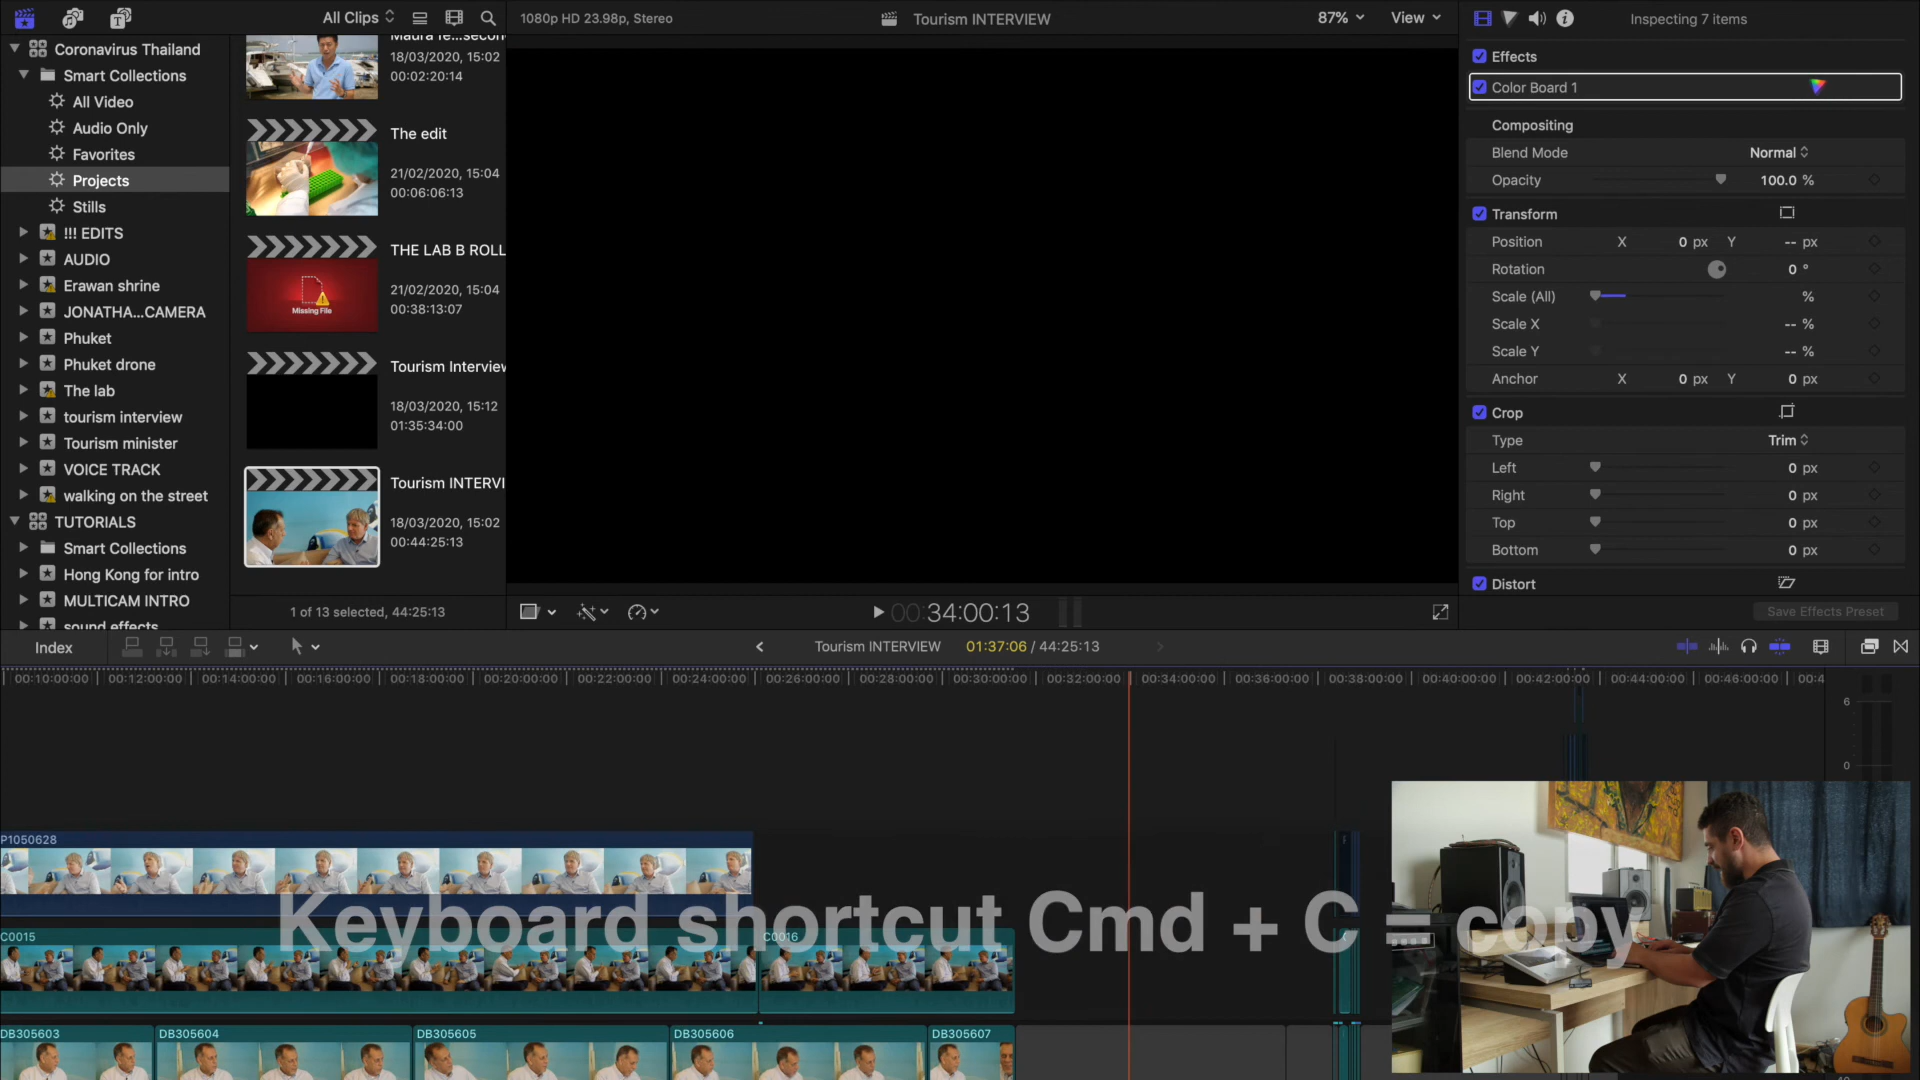 All Clips
1080p HD 23.98p, Stereo
Tourism INTERVIEW
87%
View
Inspecting 7 items
Coronavirus Thailand
Smart Collections
All Video
Audio Only
Favorites
Projects
Stills
!!! EDITS
AUDIO
Erawan shrine
JONATHA...CAMERA
Phuket
Phuket drone
The lab
tourism interview
Tourism minister
VOICE TRACK
walking on the street
TUTORIALS
Smart Collections
Hong Kong for intro
MULTICAM INTRO
sound effects
Maura re...second
18/03/2020, 15:02
00:02:20:14
The edit
21/02/2020, 15:04
00:06:06:13
THE LAB B ROLL
21/02/2020, 15:04
00:38:13:07
Missing File
Tourism Interview
18/03/2020, 15:12
01:35:34:00
Tourism INTERVI
18/03/2020, 15:02
00:44:25:13
1 of 13 selected, 44:25:13
00:34:00:13
Effects
Color Board 1
Compositing
Blend Mode Normal
Opacity 100.0 %
Transform
Position X 0 px Y -- px
Rotation 0 °
Scale (All) %
Scale X -- %
Scale Y -- %
Anchor X 0 px Y 0 px
Crop
Type Trim
Left 0 px
Right 0 px
Top 0 px
Bottom 0 px
Distort
Save Effects Preset
Index
Tourism INTERVIEW 01:37:06 / 44:25:13
00:10:00:00 00:12:00:00 00:14:00:00 00:16:00:00 00:18:00:00 00:20:00:00 00:22:00:00 00:24:00:00 00:26:00:00 00:28:00:00 00:30:00:00 00:32:00:00 00:34:00:00 00:36:00:00 00:38:00:00 00:40:00:00 00:42:00:00 00:44:00:00 00:46:00:00 00:4
6
0
P1050628
Keyboard shortcut Cmd + C = copy
C0015 C0016
DB305603 DB305604 DB305605 DB305606 DB305607